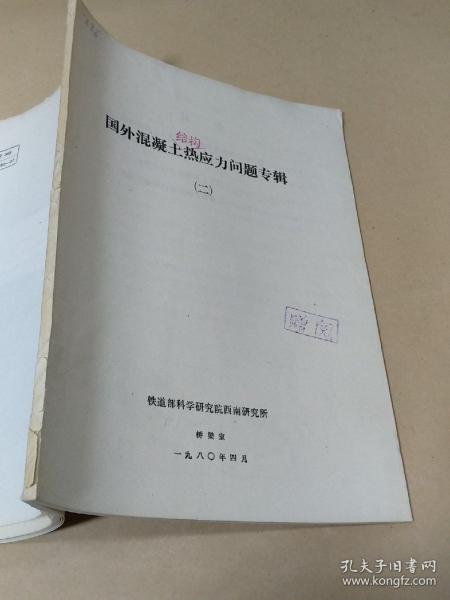 结构
国外混凝土热应力问题专辑
(二)
赠阅
铁道部科学研究院西南研究所
桥梁室
一九八〇年四月
孔夫子旧书网
www.kongfz.com